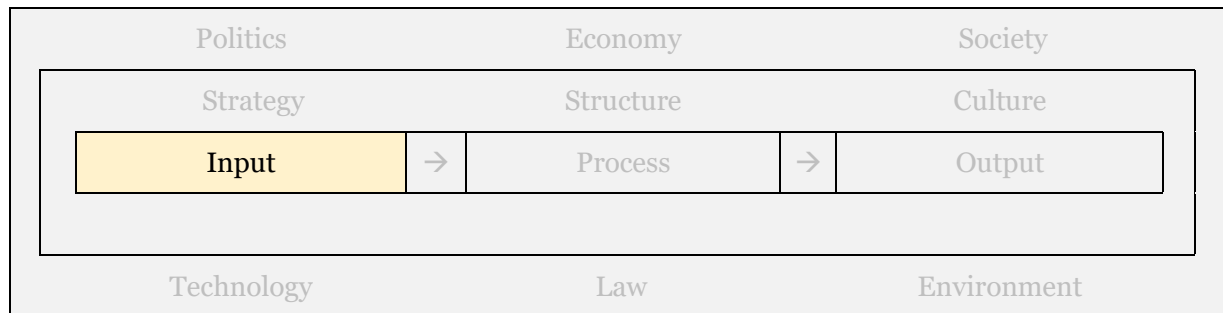 Politics Economy Society
Strategy Structure Culture
Input → Process → Output
Technology Law Environment